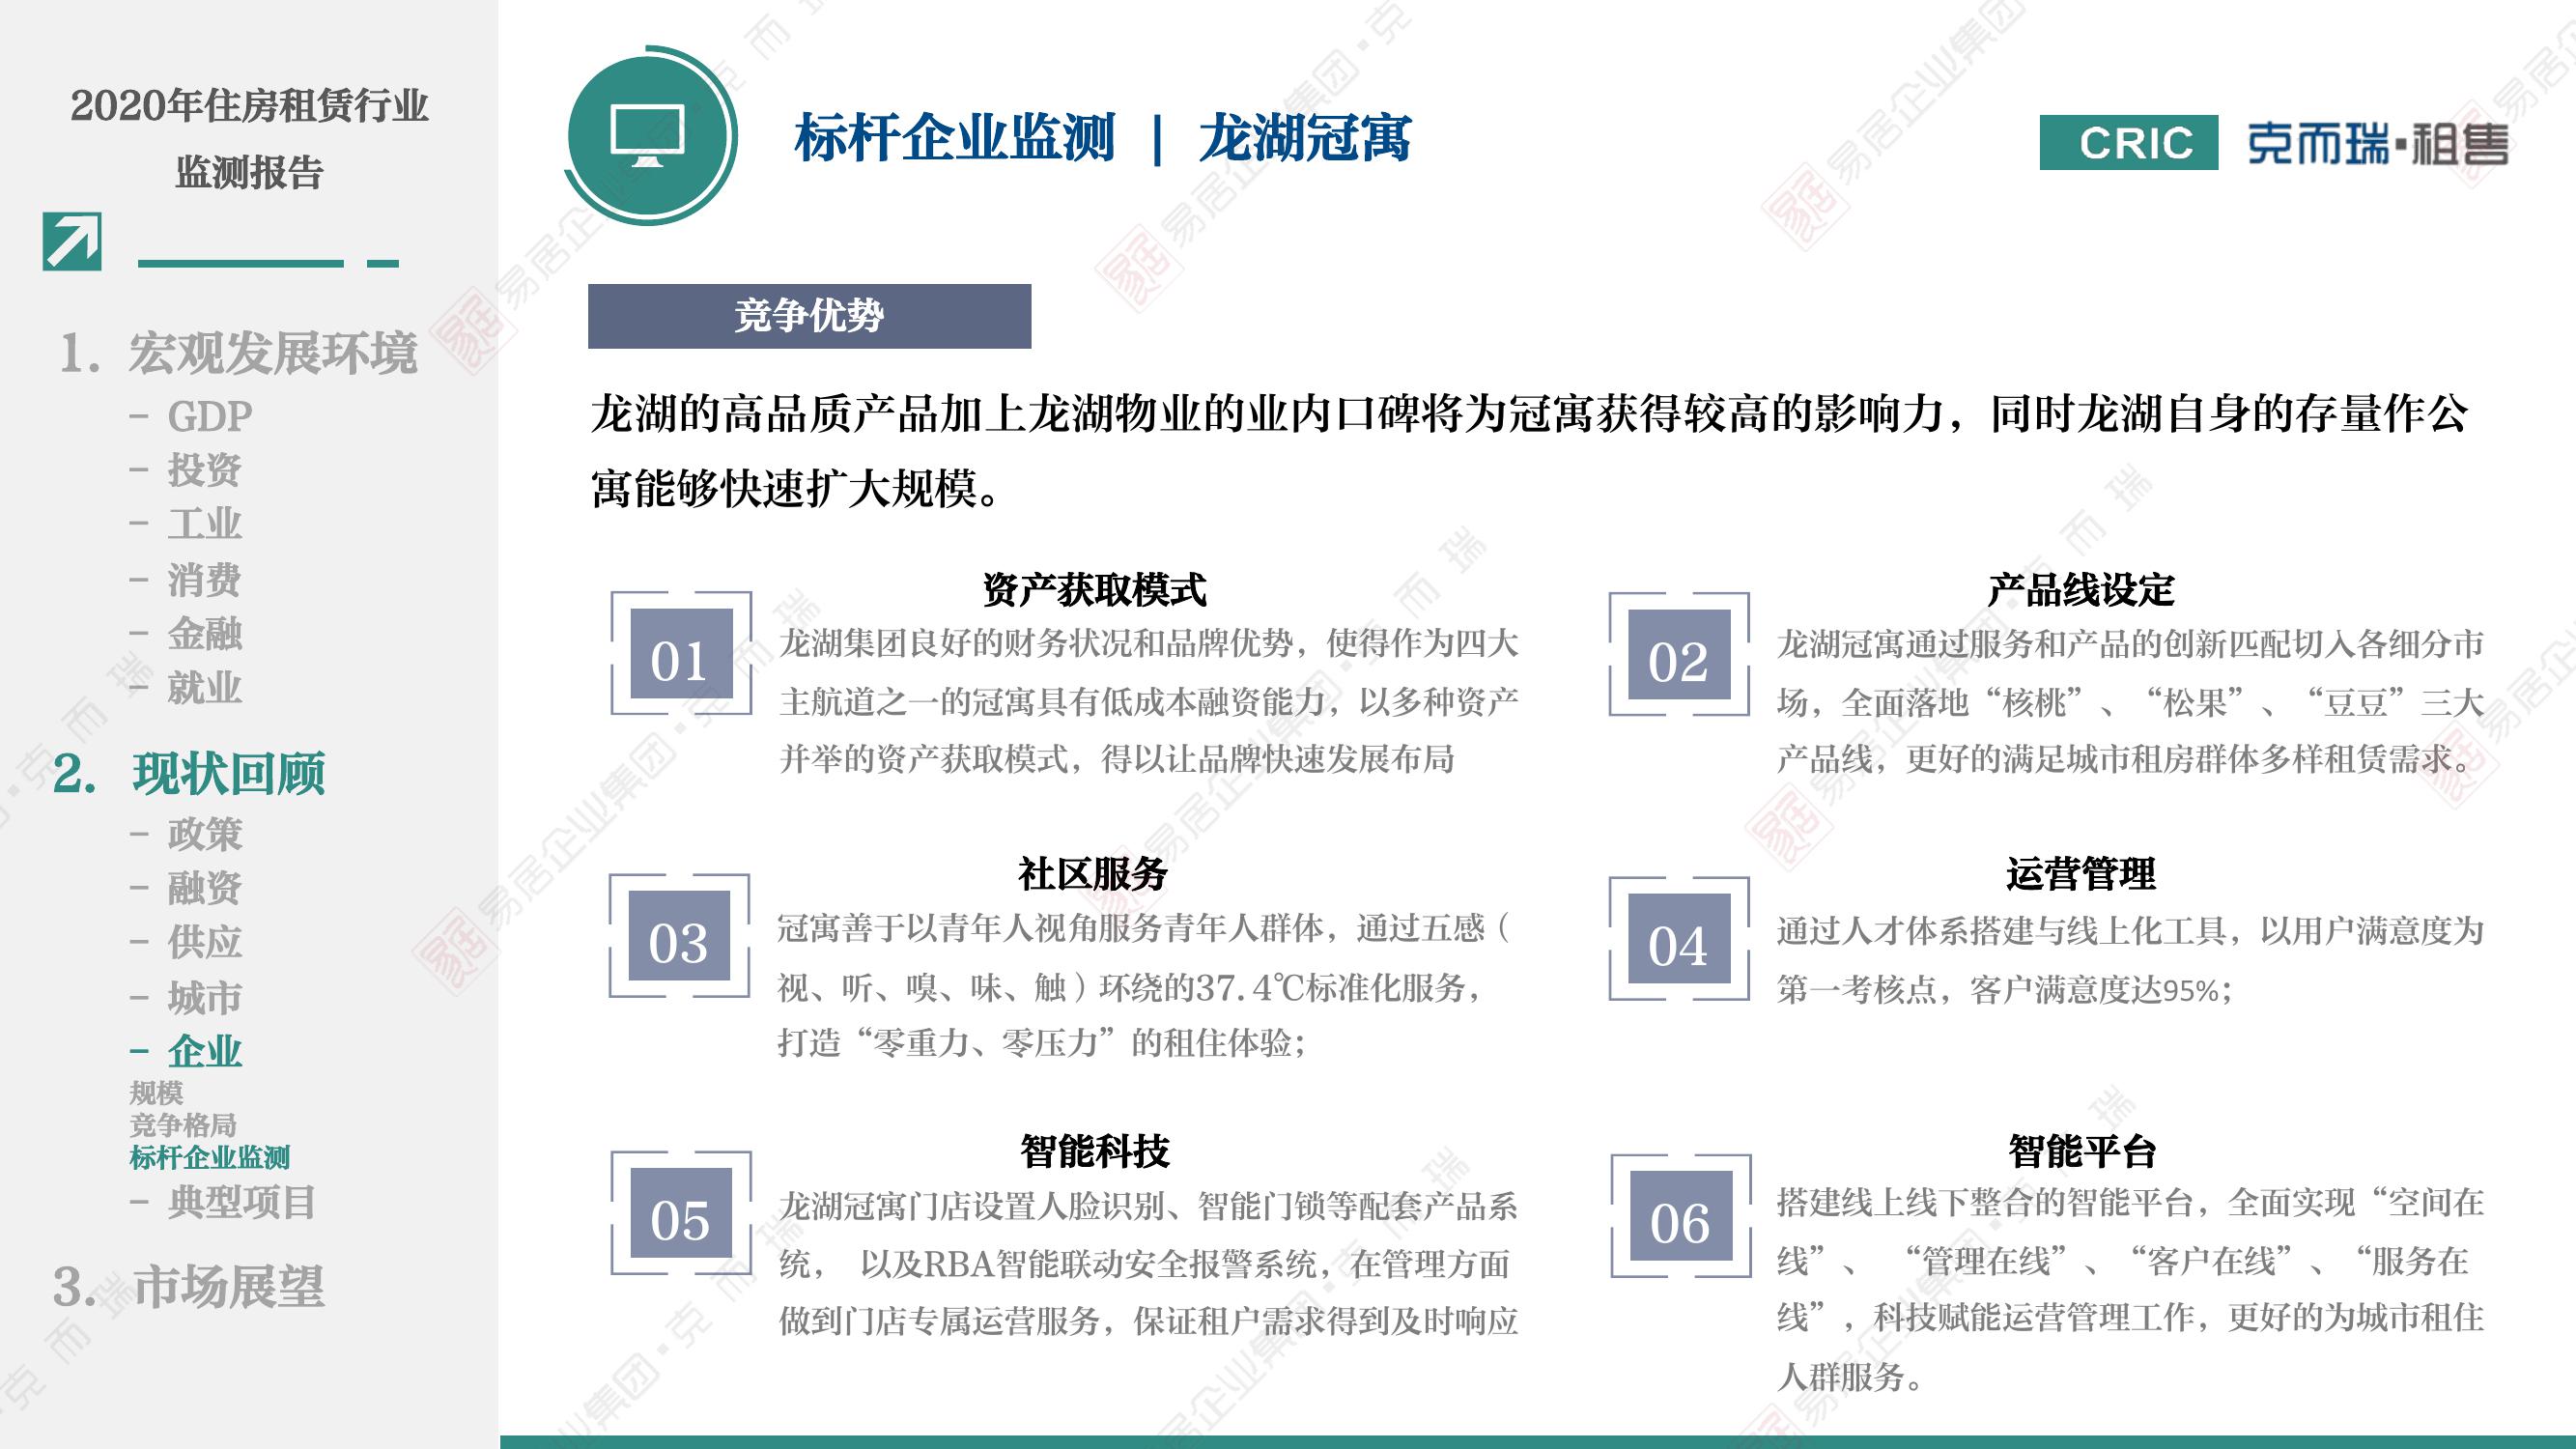 2020年住房租赁行业
监测报告
1. 宏观发展环境
– GDP
– 投资
– 工业
– 消费
– 金融
– 就业
2. 现状回顾
– 政策
– 融资
– 供应
– 城市
– 企业
规模
竞争格局
标杆企业监测
– 典型项目
3. 市场展望
标杆企业监测 | 龙湖冠寓
CRIC 克而瑞·租售
竞争优势
龙湖的高品质产品加上龙湖物业的业内口碑将为冠寓获得较高的影响力，同时龙湖自身的存量作公
寓能够快速扩大规模。
01
资产获取模式
龙湖集团良好的财务状况和品牌优势，使得作为四大
主航道之一的冠寓具有低成本融资能力，以多种资产
并举的资产获取模式，得以让品牌快速发展布局
02
产品线设定
龙湖冠寓通过服务和产品的创新匹配切入各细分市
场，全面落地“核桃”、“松果”、“豆豆”三大
产品线，更好的满足城市租房群体多样租赁需求。
03
社区服务
冠寓善于以青年人视角服务青年人群体，通过五感（
视、听、嗅、味、触）环绕的37.4℃标准化服务，
打造“零重力、零压力”的租住体验；
04
运营管理
通过人才体系搭建与线上化工具，以用户满意度为
第一考核点，客户满意度达95%；
05
智能科技
龙湖冠寓门店设置人脸识别、智能门锁等配套产品系
统， 以及RBA智能联动安全报警系统，在管理方面
做到门店专属运营服务，保证租户需求得到及时响应
06
智能平台
搭建线上线下整合的智能平台，全面实现“空间在
线”、“管理在线”、“客户在线”、“服务在
线”，科技赋能运营管理工作，更好的为城市租住
人群服务。
易居企业集团·克而瑞